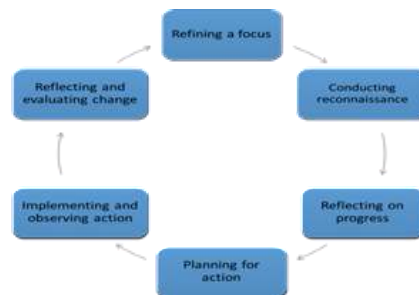 Refining a focus
Conducting
reconnaissance
Reflecting on
progress
Planning for
action
Implementing and
observing action
Reflecting and
evaluating change